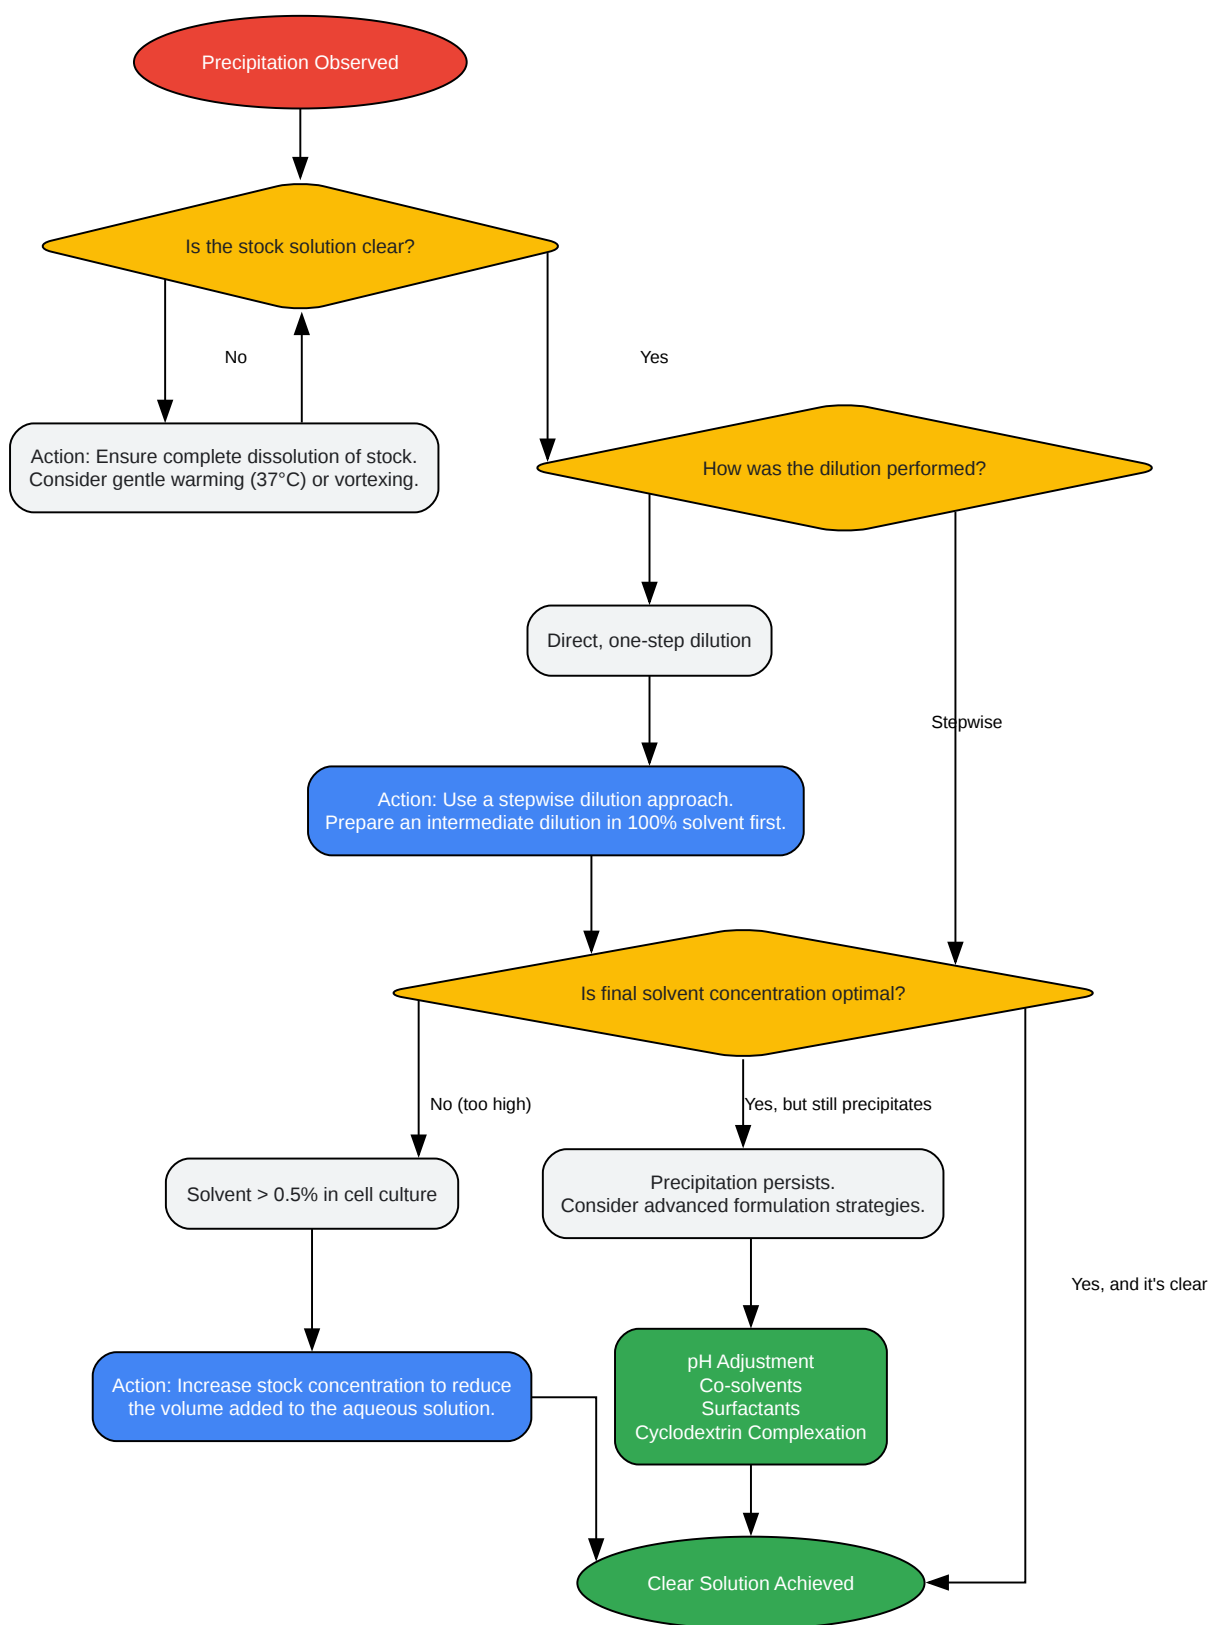 Precipitation Observed
Is the stock solution clear?
No
Yes
Action: Ensure complete dissolution of stock.
Consider gentle warming (37°C) or vortexing.
How was the dilution performed?
Direct, one-step dilution
Stepwise
Action: Use a stepwise dilution approach.
Prepare an intermediate dilution in 100% solvent first.
Is final solvent concentration optimal?
No (too high)
Yes, but still precipitates
Solvent > 0.5% in cell culture
Precipitation persists.
Consider advanced formulation strategies.
Yes, and it's clear
Action: Increase stock concentration to reduce
the volume added to the aqueous solution.
pH Adjustment
Co-solvents
Surfactants
Cyclodextrin Complexation
Clear Solution Achieved